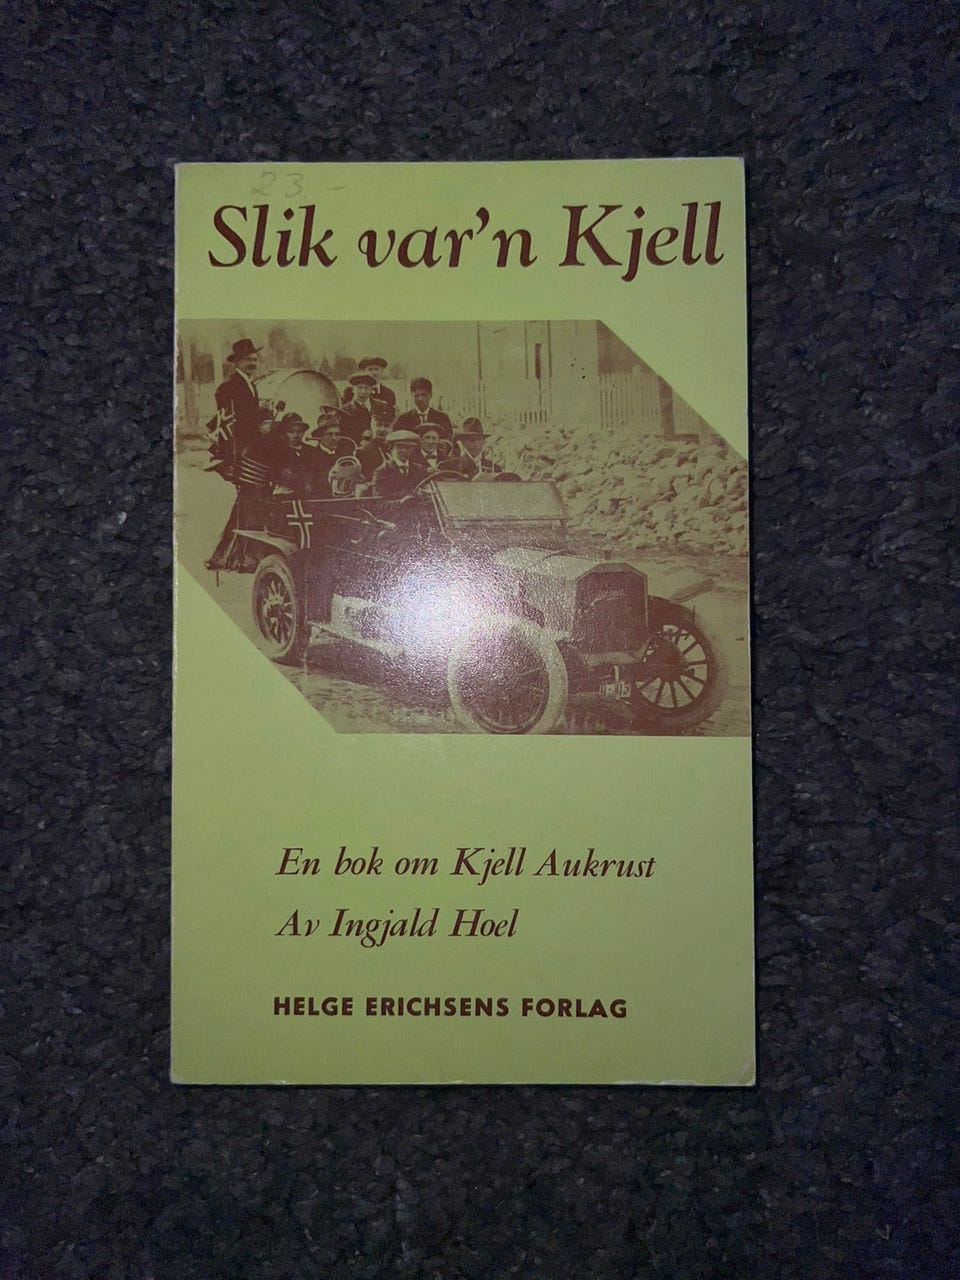 23 -
Slik var'n Kjell
En bok om Kjell Aukrust
Av Ingjald Hoel
HELGE ERICHSENS FORLAG